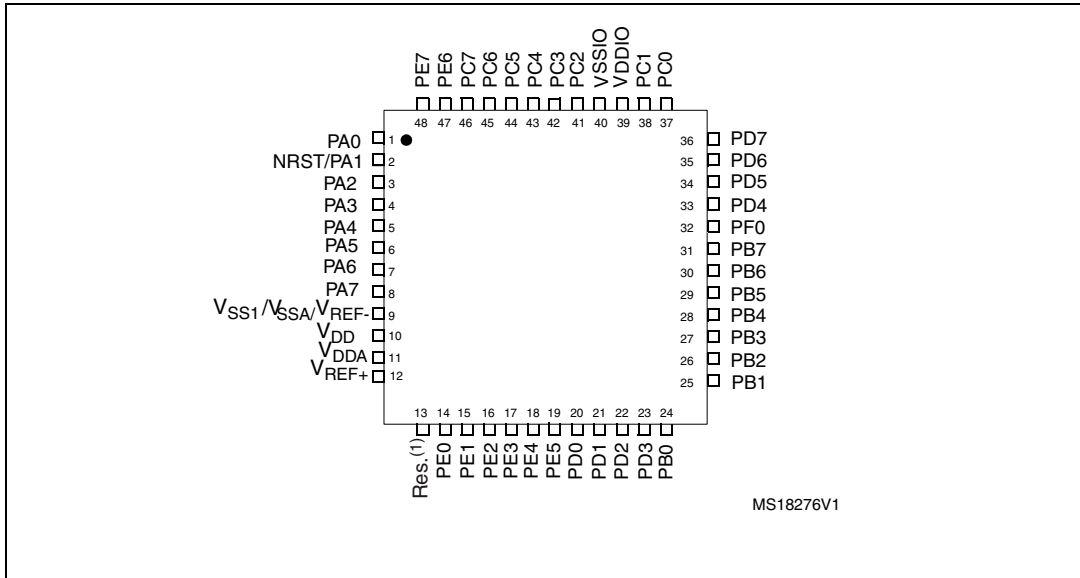 PE7
PE6
PC7
PC6
PC5
PC4
PC3
PC2
VSSIO
VDDIO
PC1
PC0
48
47
46
45
44
43
42
41
40
39
38
37
PA0 1
NRST/PA1 2
PA2 3
PA3 4
PA4 5
PA5 6
PA6 7
PA7 8
VSS1/VSSA/VREF- 9
VDD 10
VDDA 11
VREF+ 12
36 PD7
35 PD6
34 PD5
33 PD4
32 PF0
31 PB7
30 PB6
29 PB5
28 PB4
27 PB3
26 PB2
25 PB1
13
14
15
16
17
18
19
20
21
22
23
24
Res.(1)
PE0
PE1
PE2
PE3
PE4
PE5
PD0
PD1
PD2
PD3
PB0
MS18276V1